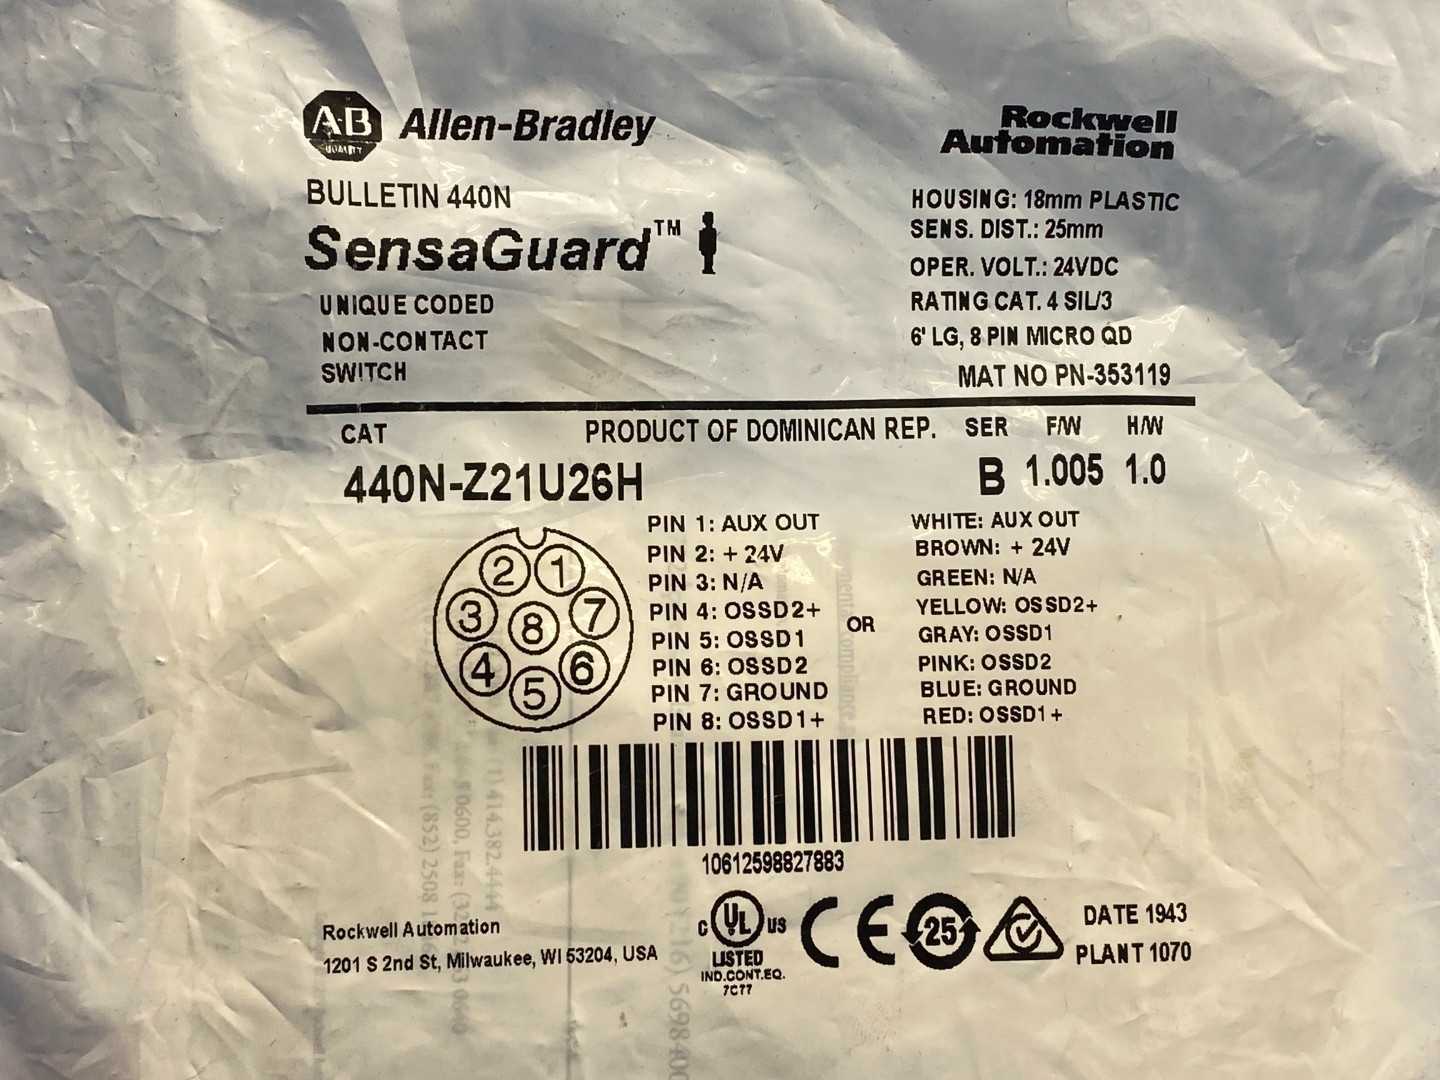 A-B
QUALITY
Allen-Bradley
Rockwell
Automation
BULLETIN 440N
SensaGuard™
UNIQUE CODED
NON-CONTACT
SWITCH
HOUSING: 18mm PLASTIC
SENS. DIST.: 25mm
OPER. VOLT.: 24VDC
RATING CAT. 4 SIL/3
6' LG, 8 PIN MICRO QD
MAT NO PN-353119
CAT PRODUCT OF DOMINICAN REP. SER F/W H/W
440N-Z21U26H B 1.005 1.0
2 1
3 8 7
4 6
5
PIN 1: AUX OUT
PIN 2: + 24V
PIN 3: N/A
PIN 4: OSSD2+
PIN 5: OSSD1
PIN 6: OSSD2
PIN 7: GROUND
PIN 8: OSSD1+
OR
WHITE: AUX OUT
BROWN: + 24V
GREEN: N/A
YELLOW: OSSD2+
GRAY: OSSD1
PINK: OSSD2
BLUE: GROUND
RED: OSSD1+
10612598827883
Rockwell Automation
1201 S 2nd St, Milwaukee, WI 53204, USA
C UL US
LISTED
IND.CONT.EQ.
7C77
CE
25
DATE 1943
PLANT 1070